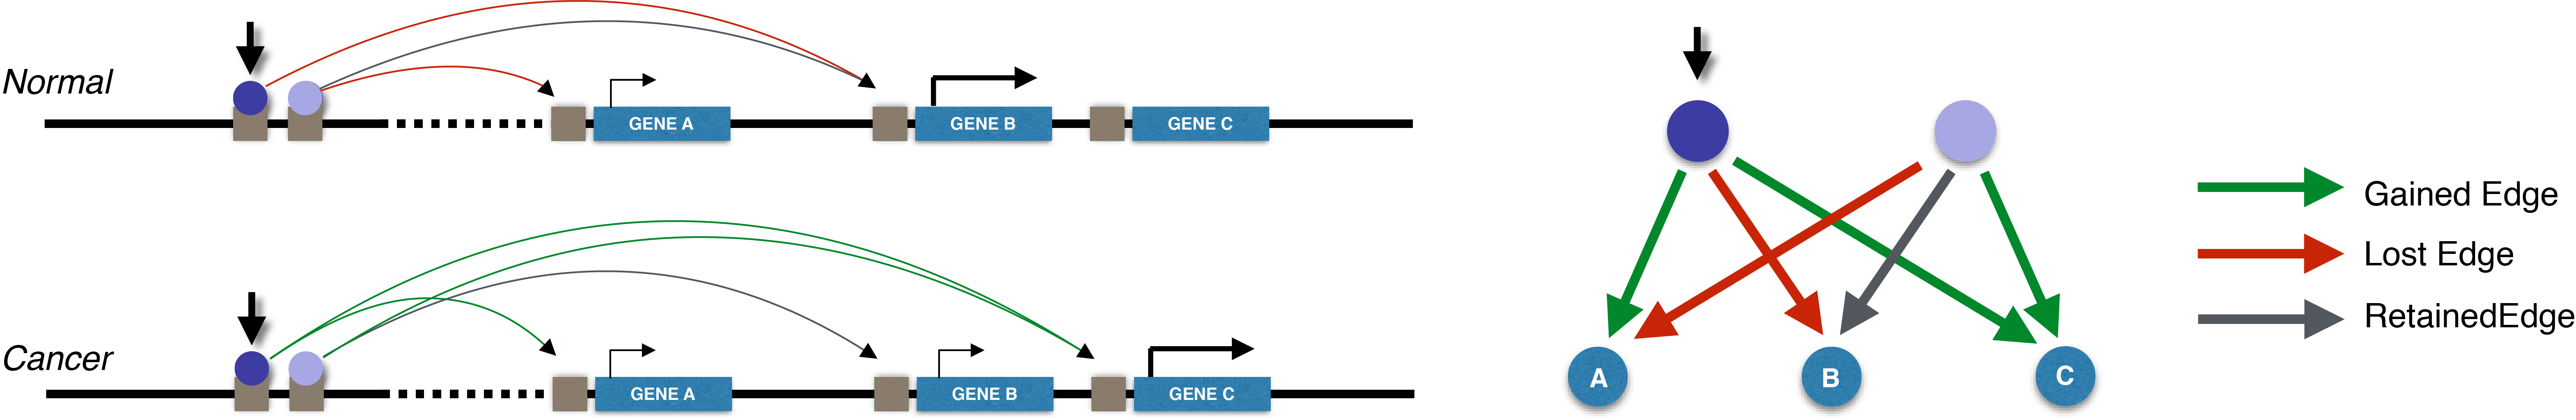 Normal
GENE A
GENE B
GENE C
Cancer
GENE A
GENE B
GENE C
A
B
C
Gained Edge
Lost Edge
RetainedEdge